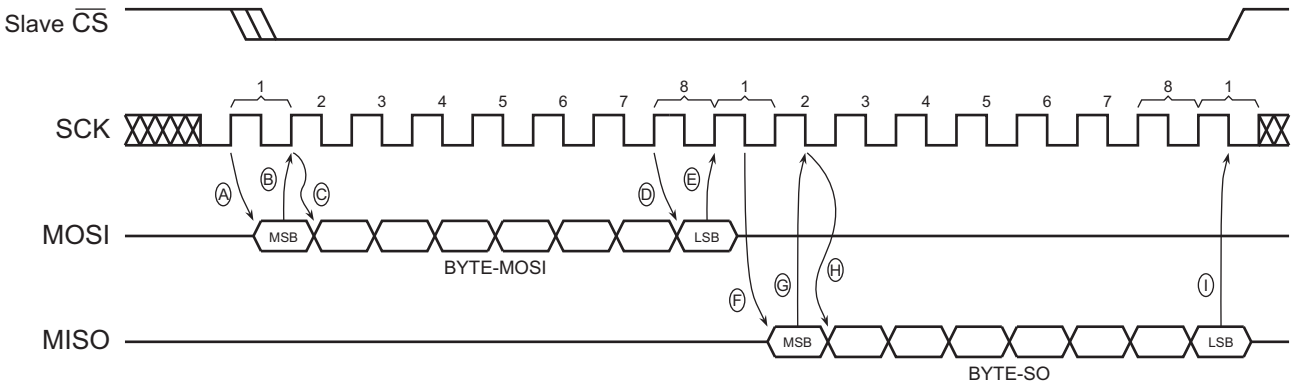 Slave CS
1 2 3 4 5 6 7 8 1 2 3 4 5 6 7 8 1
SCK
A B C D E
MOSI MSB LSB
BYTE-MOSI
F G H I
MISO MSB LSB
BYTE-SO